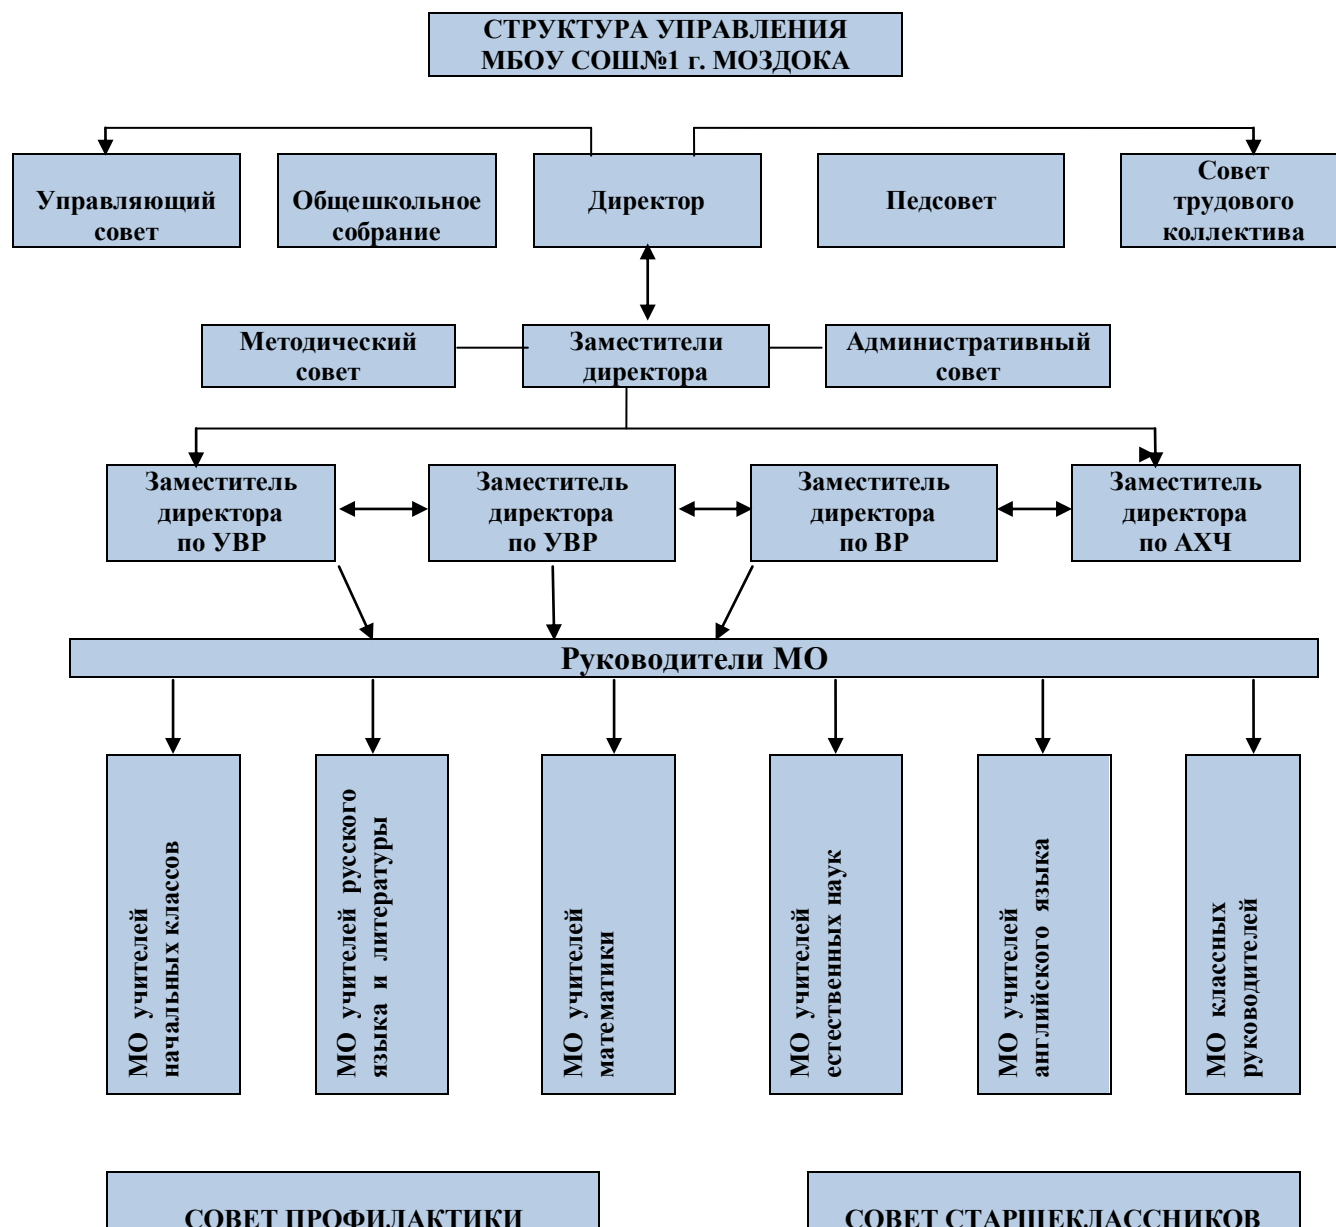 СТРУКТУРА УПРАВЛЕНИЯ
МБОУ СОШ№1 г. МОЗДОКА
Управляющий
совет
Общешкольное
собрание
Директор
Педсовет
Совет
трудового
коллектива
Методический
совет
Заместители
директора
Административный
совет
Заместитель
директора
по УВР
Заместитель
директора
по УВР
Заместитель
директора
по ВР
Заместитель
директора
по АХЧ
Руководители МО
МО учителей
начальных классов
МО учителей русского
языка и литературы
МО учителей
математики
МО учителей
естественных наук
МО учителей
английского языка
МО классных
руководителей
СОВЕТ ПРОФИЛАКТИКИ
СОВЕТ СТАРШЕКЛАССНИКОВ